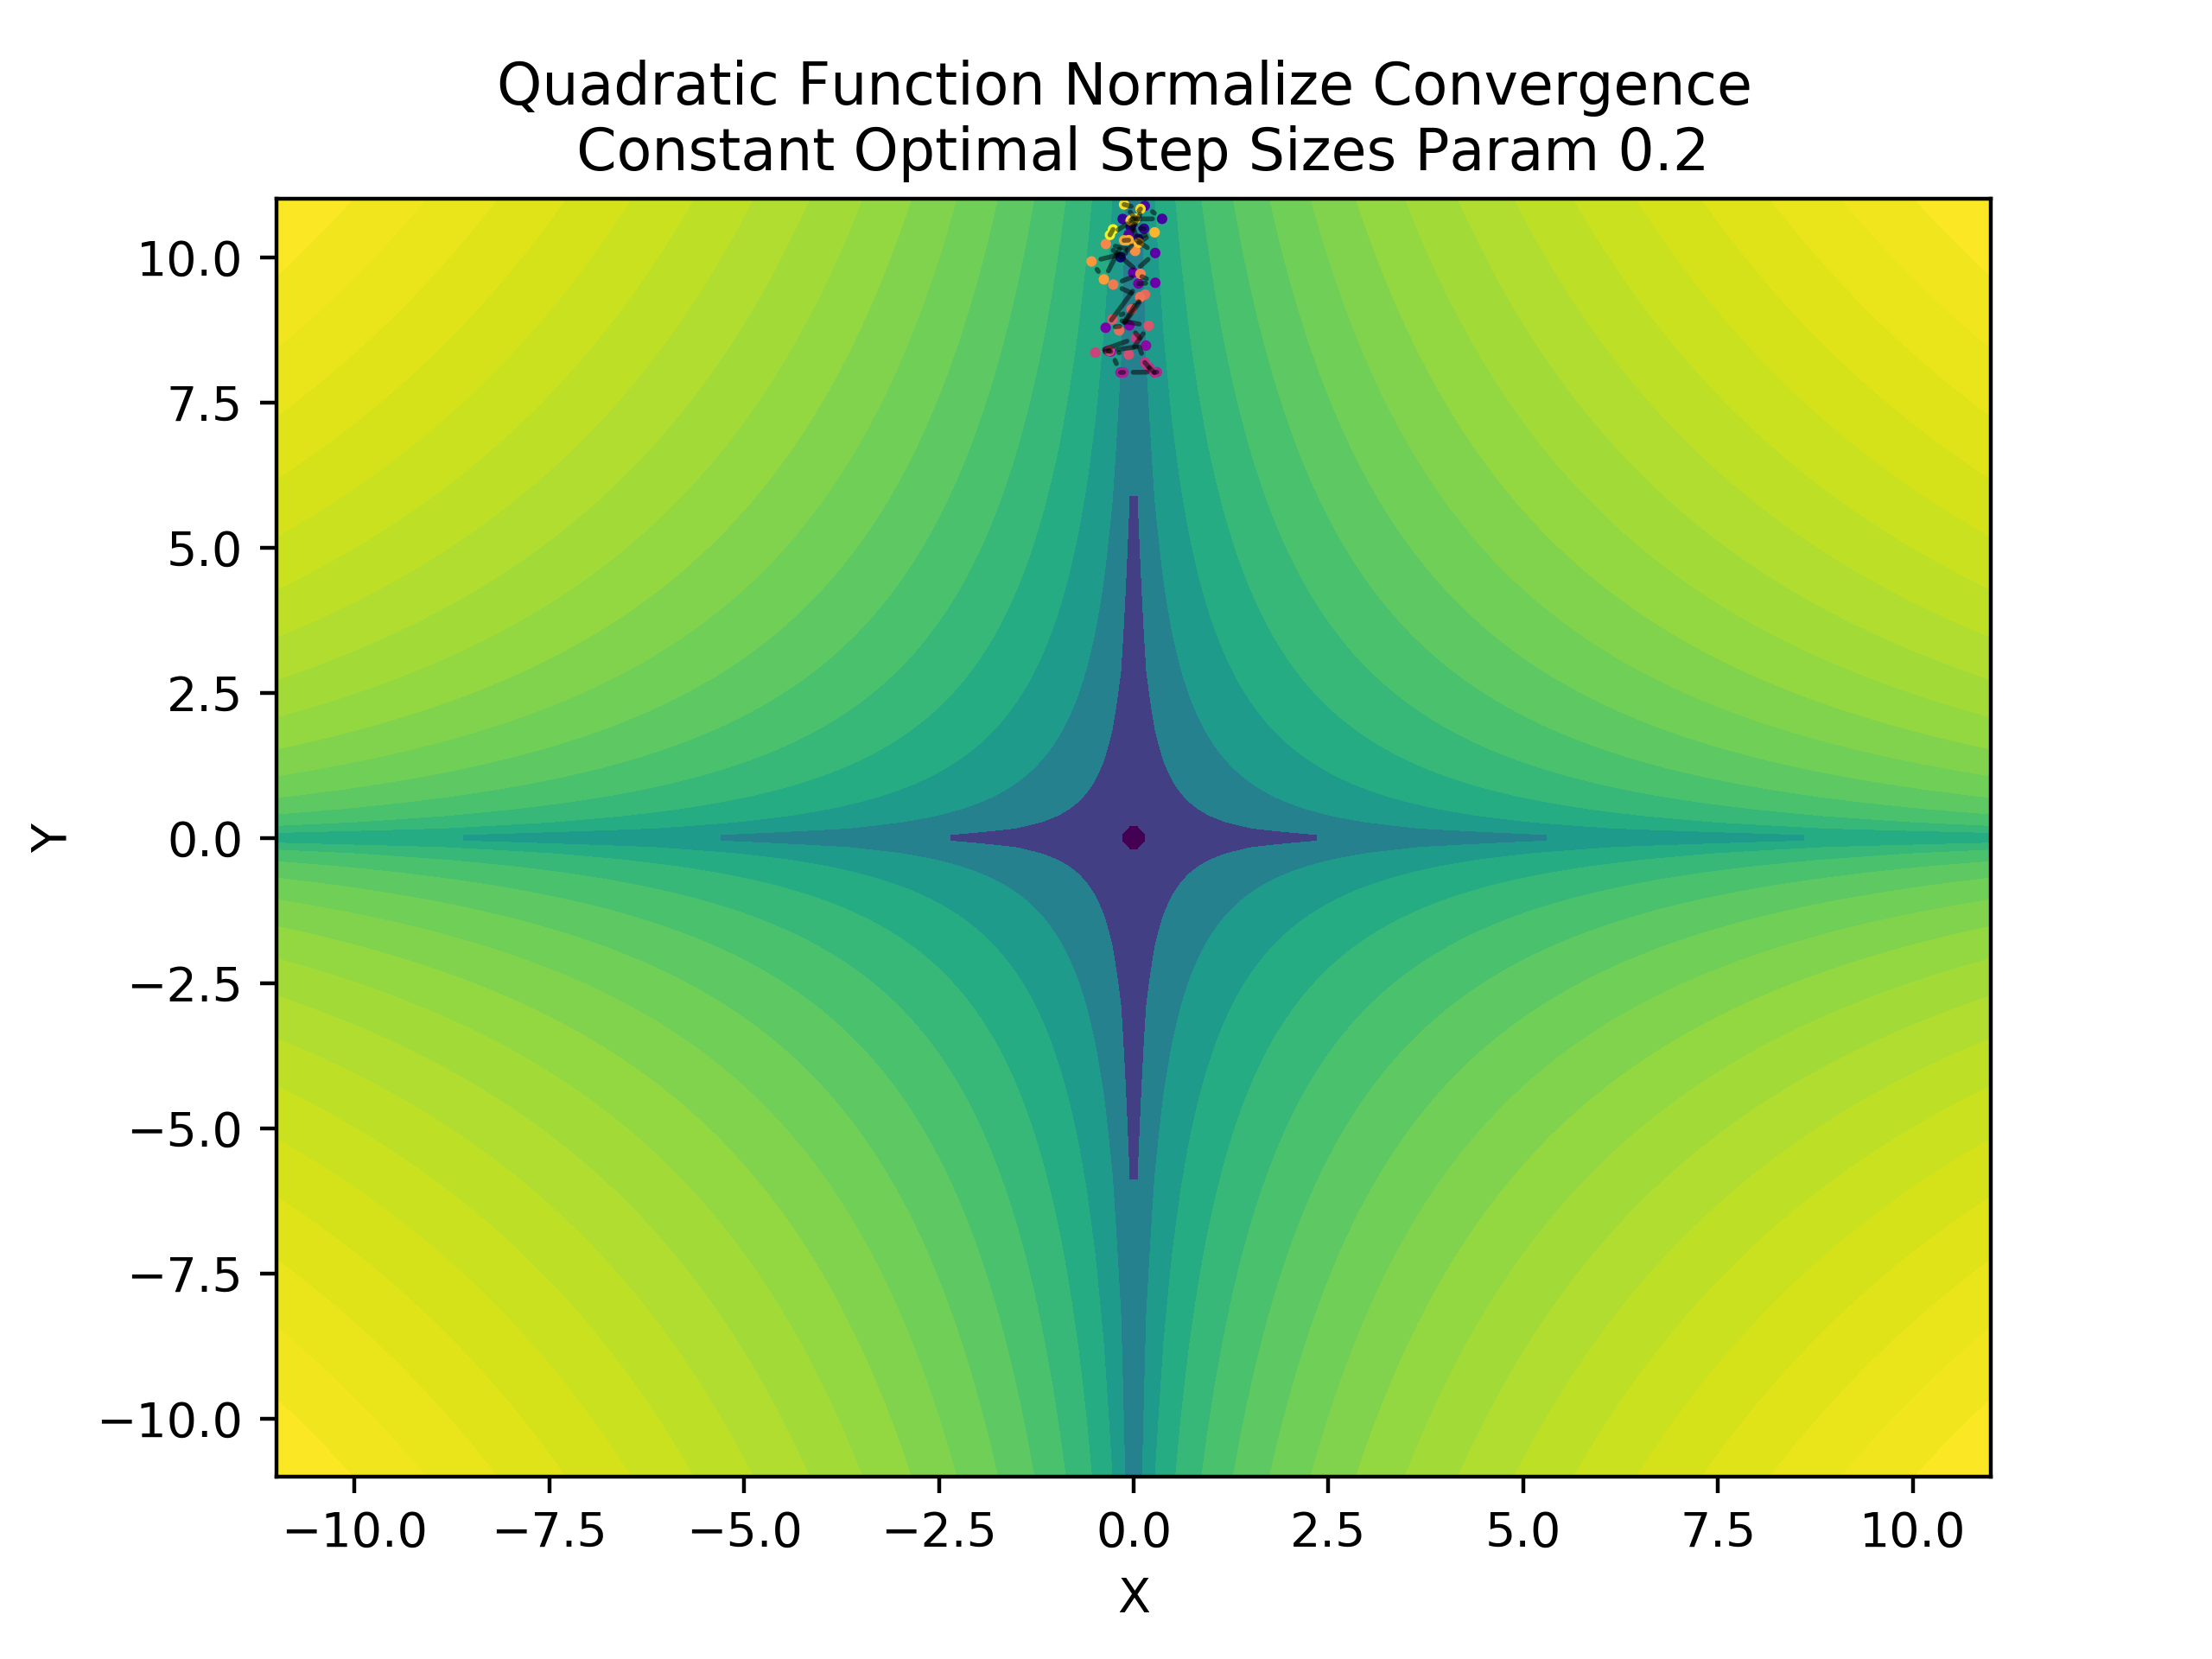 Quadratic Function Normalize Convergence
Constant Optimal Step Sizes Param 0.2
10.0
7.5
5.0
2.5
0.0
−2.5
−5.0
−7.5
−10.0
Y
−10.0 −7.5 −5.0 −2.5 0.0 2.5 5.0 7.5 10.0
X